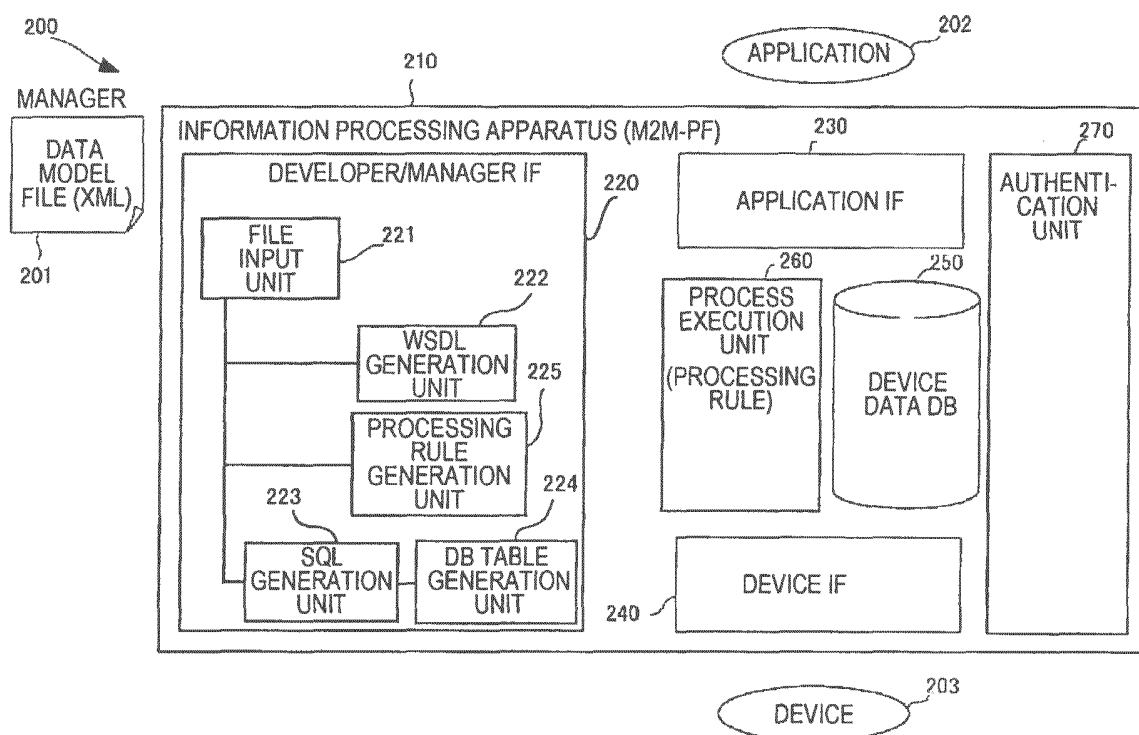 200
MANAGER
DATA
MODEL
FILE (XML)
201
202
APPLICATION
210
INFORMATION PROCESSING APPARATUS (M2M-PF)
DEVELOPER/MANAGER IF
220
FILE
INPUT
UNIT
221
222
WSDL
GENERATION
UNIT
225
PROCESSING
RULE
GENERATION
UNIT
223
SQL
GENERATION
UNIT
224
DB TABLE
GENERATION
UNIT
230
APPLICATION IF
260
PROCESS
EXECUTION
UNIT
(PROCESSING
RULE)
250
DEVICE
DATA DB
240
DEVICE IF
270
AUTHENTI-
CATION
UNIT
203
DEVICE